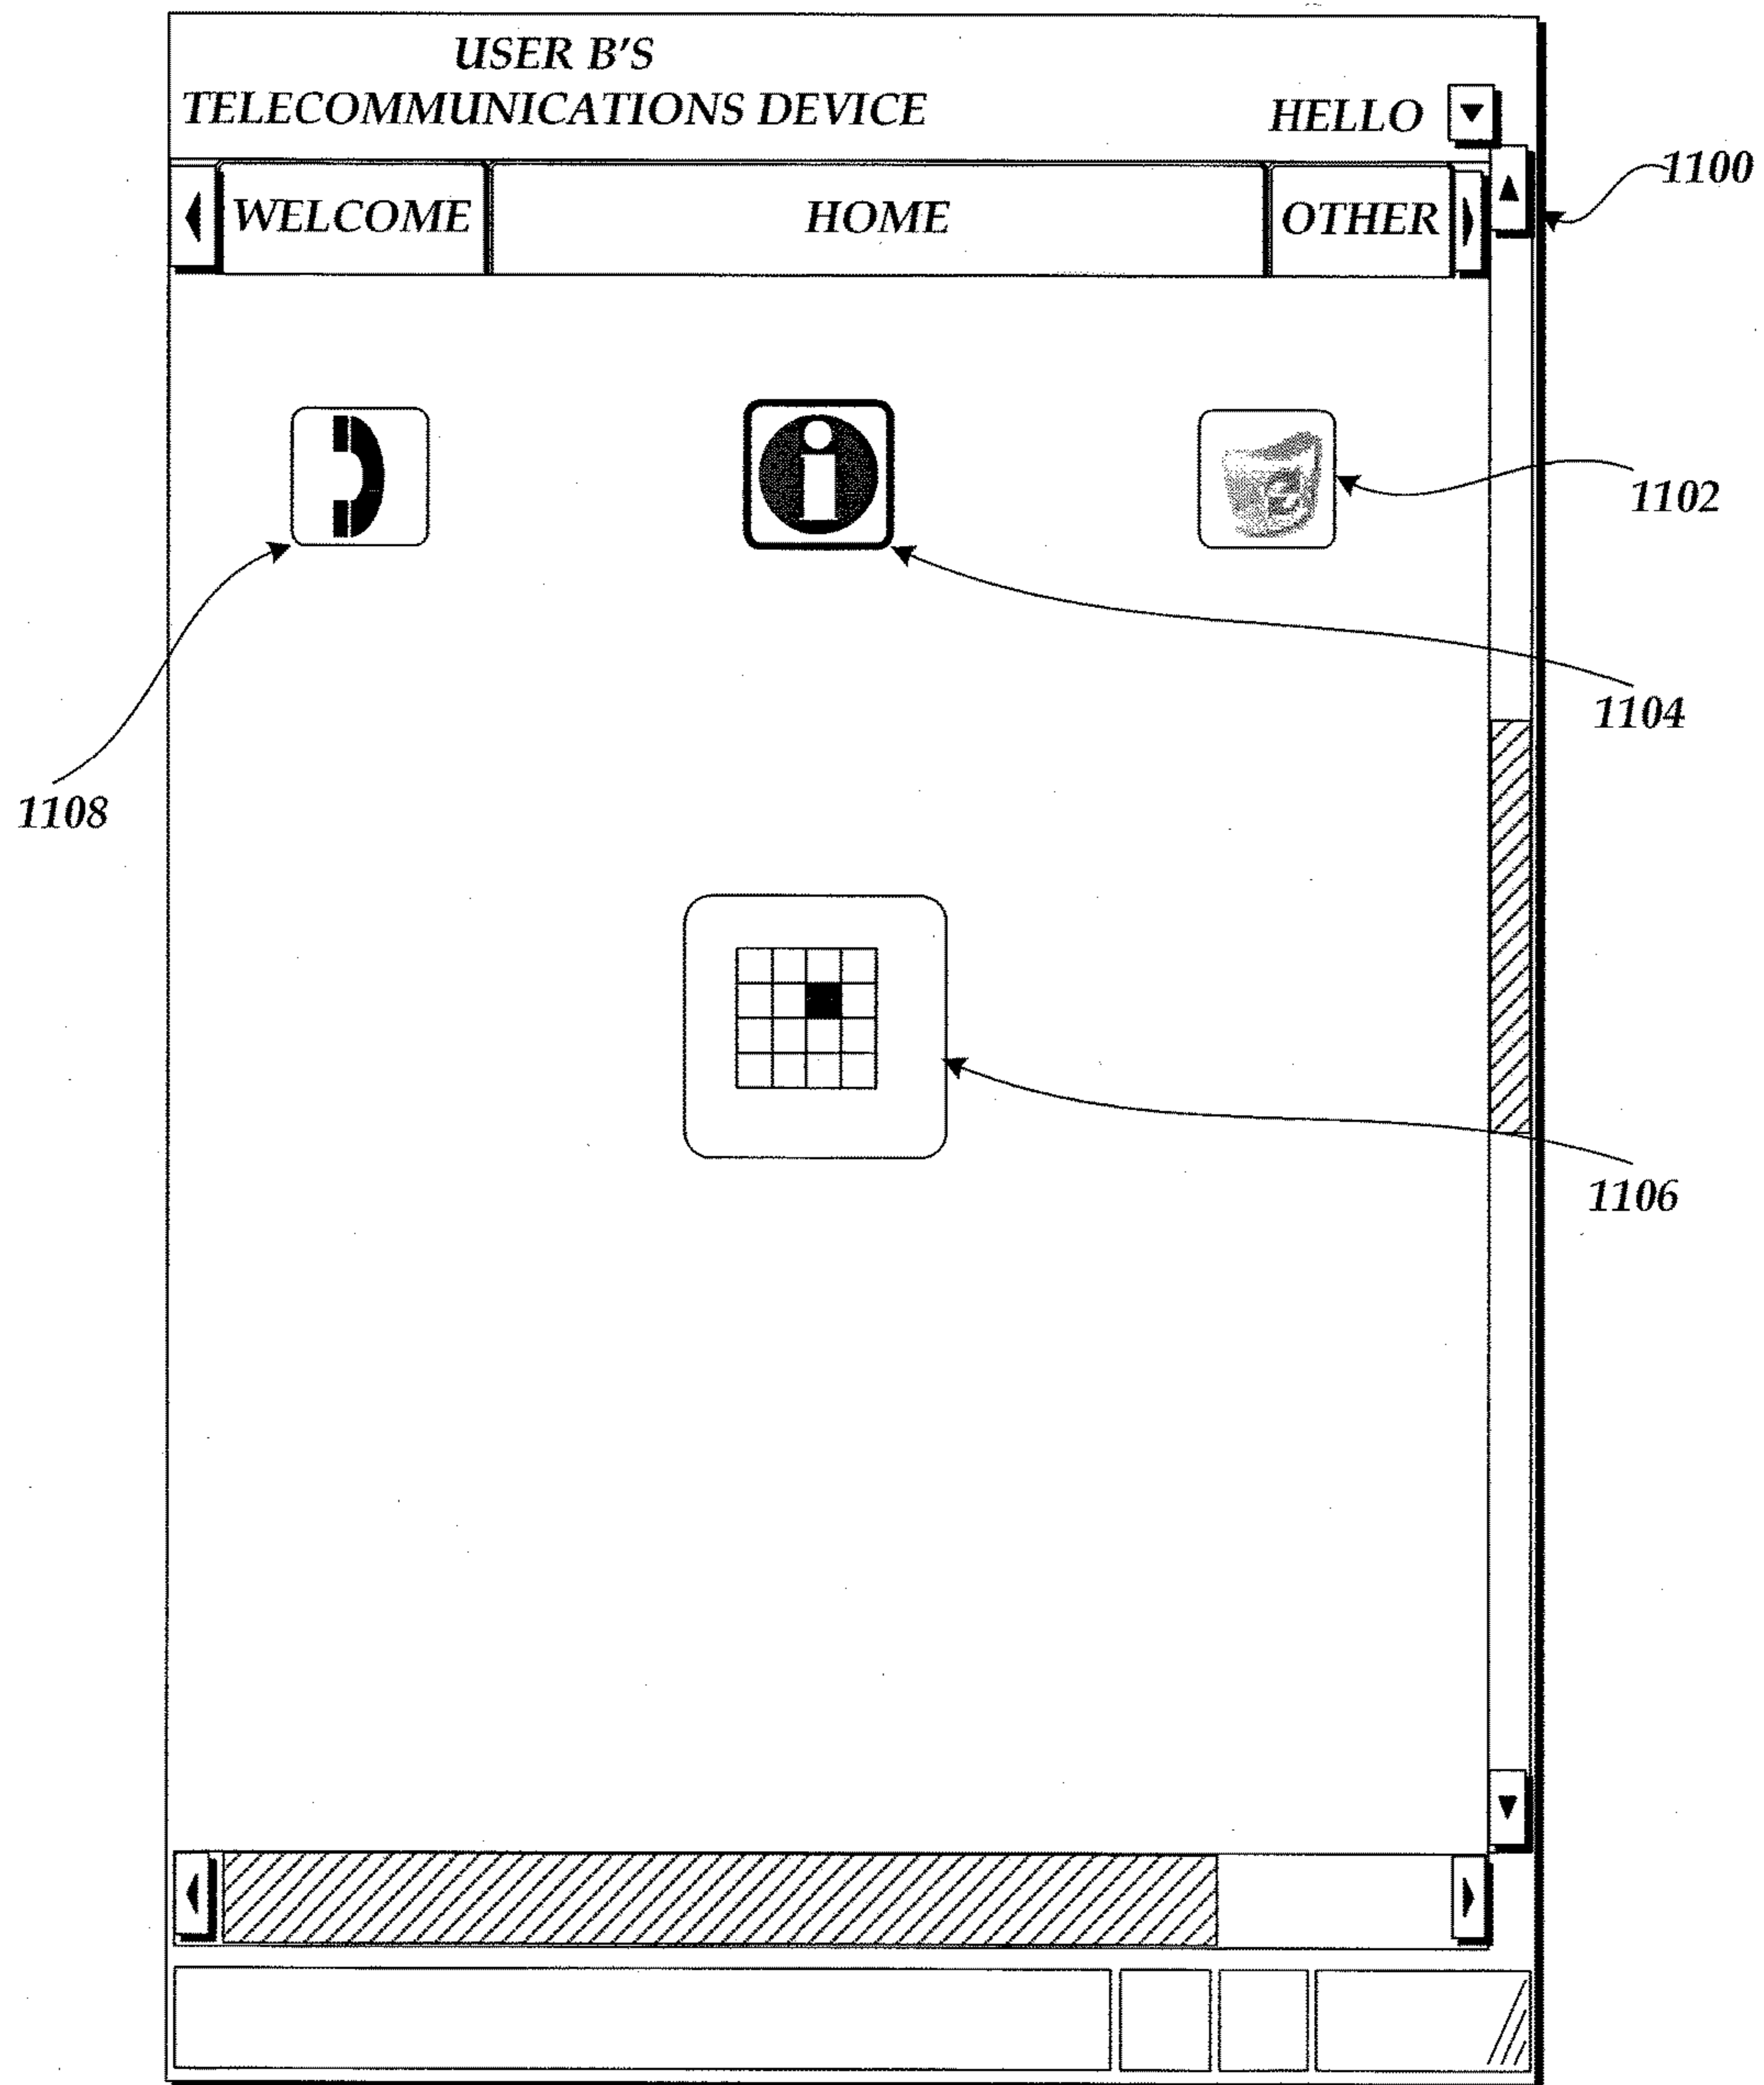 USER B'S
TELECOMMUNICATIONS DEVICE
HELLO
1100
WELCOME
HOME
OTHER
1102
1104
1108
1106